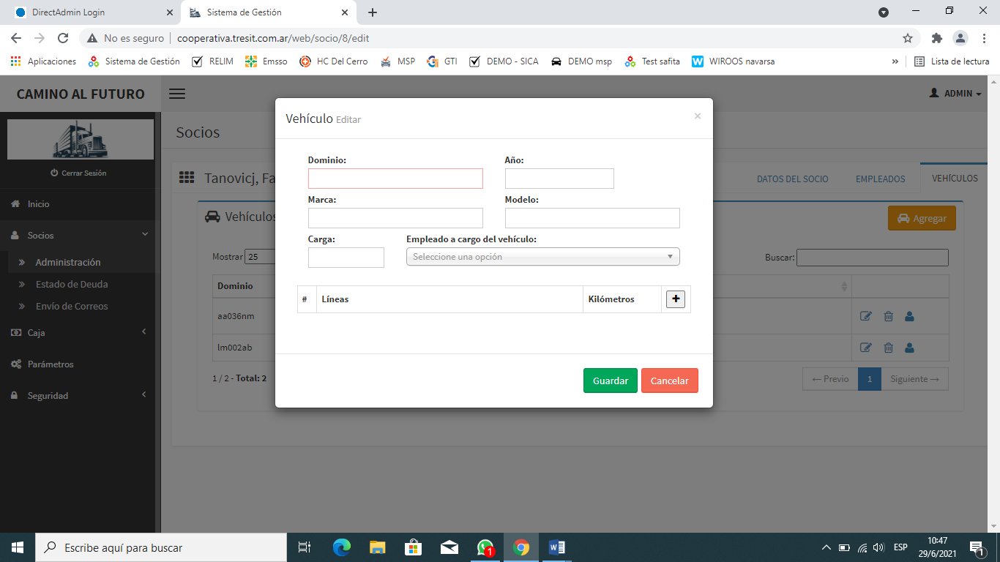 DirectAdmin Login
Sistema de Gestión
No es seguro
cooperativa.tresit.com.ar/web/socio/8/edit
Aplicaciones Sistema de Gestión RELIM Emsso HC Del Cerro MSP GTI DEMO - SICA DEMO msp Test safita WIROOS navarsa » Lista de lectura
CAMINO AL FUTURO
ADMIN
Cerrar Sesión
Inicio
Socios
Administración
Estado de Deuda
Envío de Correos
Caja
Parámetros
Seguridad
Socios
Tanovicj, Fa
DATOS DEL SOCIO EMPLEADOS VEHÍCULOS
Vehículos
Agregar
Mostrar 25
Buscar:
Dominio
aa036nm
lm002ab
1 / 2 - Total: 2
← Previo 1 Siguiente →
Vehículo Editar ×
Dominio: Año:
Marca: Modelo:
Carga: Empleado a cargo del vehículo:
Seleccione una opción
# Líneas Kilómetros +
Guardar Cancelar
Escribe aquí para buscar
1
ESP
10:47
29/6/2021
1